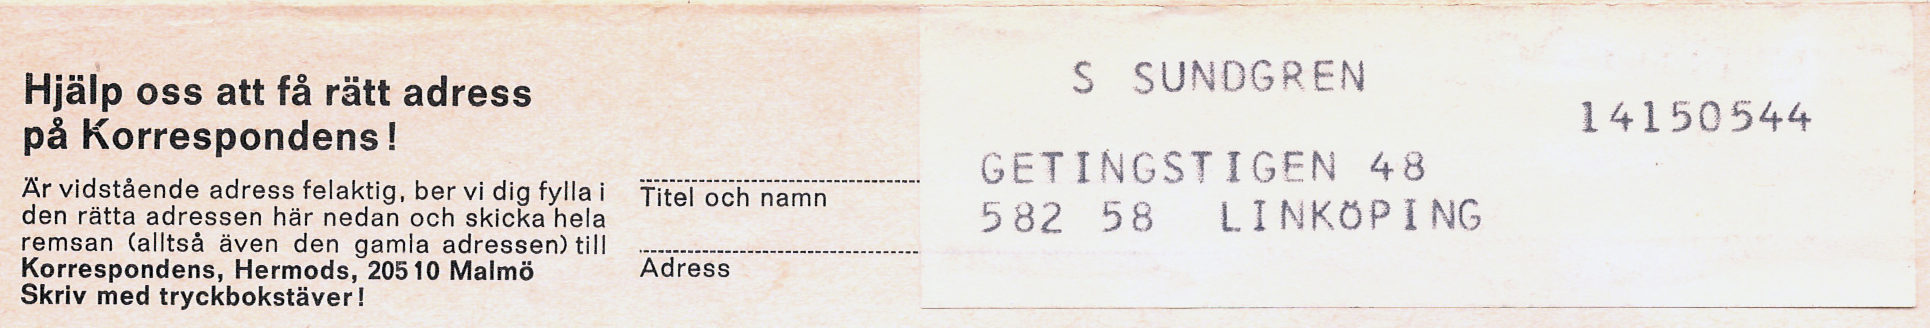 Hjälp oss att få rätt adress
på Korrespondens!
Är vidstående adress felaktig, ber vi dig fylla i
den rätta adressen här nedan och skicka hela
remsan (alltså även den gamla adressen) till
Korrespondens, Hermods, 205 10 Malmö
Skriv med tryckbokstäver!
Titel och namn
Adress
S SUNDGREN
14150544
GETINGSTIGEN 48
582 58 LINKÖPING